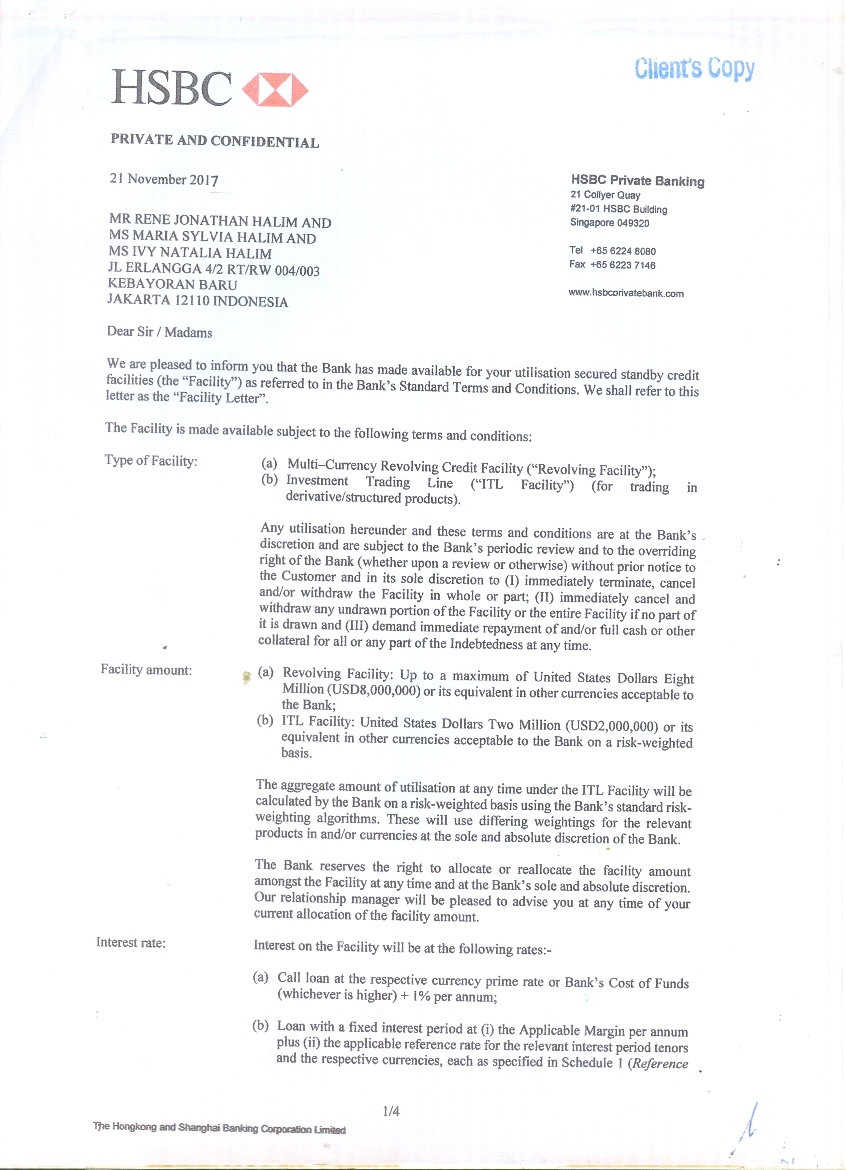 Client's Copy
HSBC
PRIVATE AND CONFIDENTIAL
21 November 2017
HSBC Private Banking
21 Collyer Quay
#21-01 HSBC Building
Singapore 049320
Tel +65 6224 8080
Fax +65 6223 7146
www.hsbcprivatebank.com
MR RENE JONATHAN HALIM AND
MS MARIA SYLVIA HALIM AND
MS IVY NATALIA HALIM
JL ERLANGGA 4/2 RT/RW 004/003
KEBAYORAN BARU
JAKARTA 12110 INDONESIA
Dear Sir / Madams
We are pleased to inform you that the Bank has made available for your utilisation secured standby credit
facilities (the “Facility”) as referred to in the Bank’s Standard Terms and Conditions. We shall refer to this
letter as the “Facility Letter”.
The Facility is made available subject to the following terms and conditions:
Type of Facility:
(a) Multi–Currency Revolving Credit Facility (“Revolving Facility”);
(b) Investment Trading Line (“ITL Facility”) (for trading in
derivative/structured products).
Any utilisation hereunder and these terms and conditions are at the Bank’s
discretion and are subject to the Bank’s periodic review and to the overriding
right of the Bank (whether upon a review or otherwise) without prior notice to
the Customer and in its sole discretion to (I) immediately terminate, cancel
and/or withdraw the Facility in whole or part; (II) immediately cancel and
withdraw any undrawn portion of the Facility or the entire Facility if no part of
it is drawn and (III) demand immediate repayment of and/or full cash or other
collateral for all or any part of the Indebtedness at any time.
Facility amount:
(a) Revolving Facility: Up to a maximum of United States Dollars Eight
Million (USD8,000,000) or its equivalent in other currencies acceptable to
the Bank;
(b) ITL Facility: United States Dollars Two Million (USD2,000,000) or its
equivalent in other currencies acceptable to the Bank on a risk-weighted
basis.
The aggregate amount of utilisation at any time under the ITL Facility will be
calculated by the Bank on a risk-weighted basis using the Bank’s standard risk-
weighting algorithms. These will use differing weightings for the relevant
products in and/or currencies at the sole and absolute discretion of the Bank.
The Bank reserves the right to allocate or reallocate the facility amount
amongst the Facility at any time and at the Bank’s sole and absolute discretion.
Our relationship manager will be pleased to advise you at any time of your
current allocation of the facility amount.
Interest rate:
Interest on the Facility will be at the following rates:-
(a) Call loan at the respective currency prime rate or Bank’s Cost of Funds
(whichever is higher) + 1% per annum;
(b) Loan with a fixed interest period at (i) the Applicable Margin per annum
plus (ii) the applicable reference rate for the relevant interest period tenors
and the respective currencies, each as specified in Schedule 1 (Reference
1/4
The Hongkong and Shanghai Banking Corporation Limited